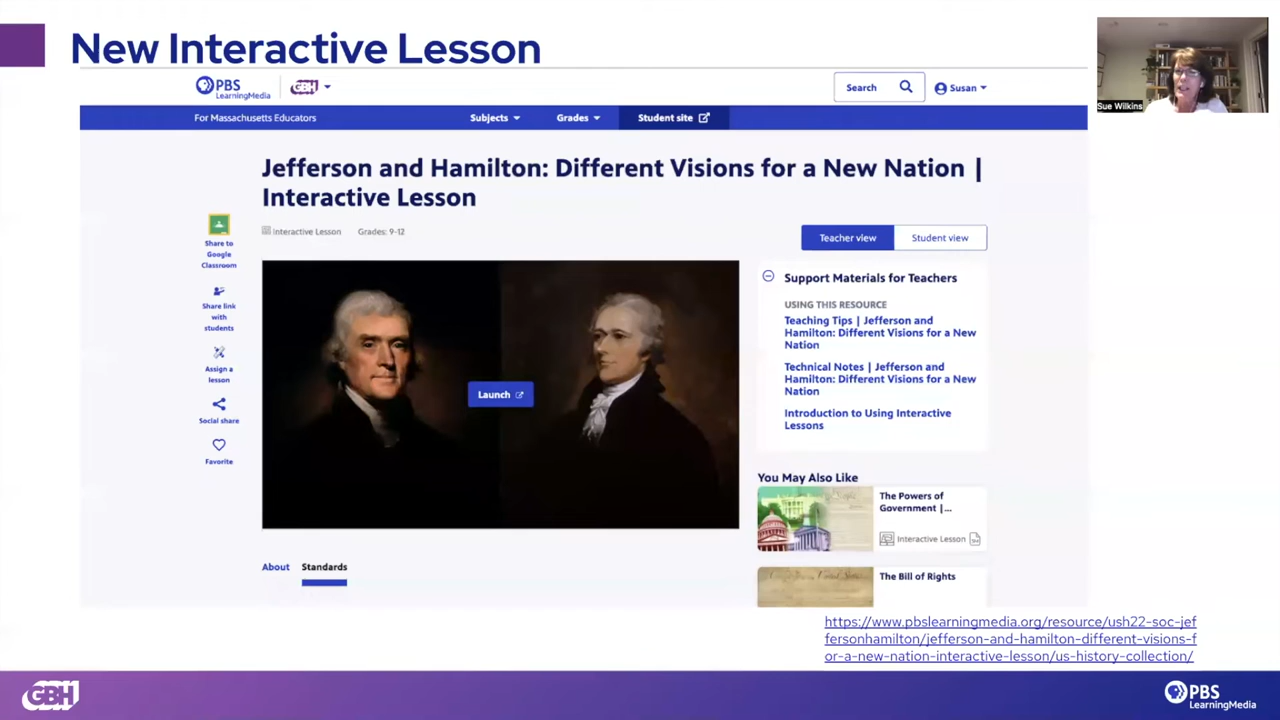 New Interactive Lesson
PBS
LearningMedia
GBH
Search
Susan
Sue Wilkins
For Massachusetts Educators
Subjects
Grades
Student site
Jefferson and Hamilton: Different Visions for a New Nation |
Interactive Lesson
Interactive Lesson
Grades: 9-12
Teacher view
Student view
Share to
Google
Classroom
Share link
with
students
Assign a
lesson
Social share
Favorite
Launch
Support Materials for Teachers
USING THIS RESOURCE
Teaching Tips | Jefferson and
Hamilton: Different Visions for a New
Nation
Technical Notes | Jefferson and
Hamilton: Different Visions for a New
Nation
Introduction to Using Interactive
Lessons
You May Also Like
The Powers of
Government |...
Interactive Lesson
The Bill of Rights
About
Standards
https://www.pbslearningmedia.org/resource/ush22-soc-jef
fersonhamilton/jefferson-and-hamilton-different-visions-f
or-a-new-nation-interactive-lesson/us-history-collection/
GBH
PBS
LearningMedia